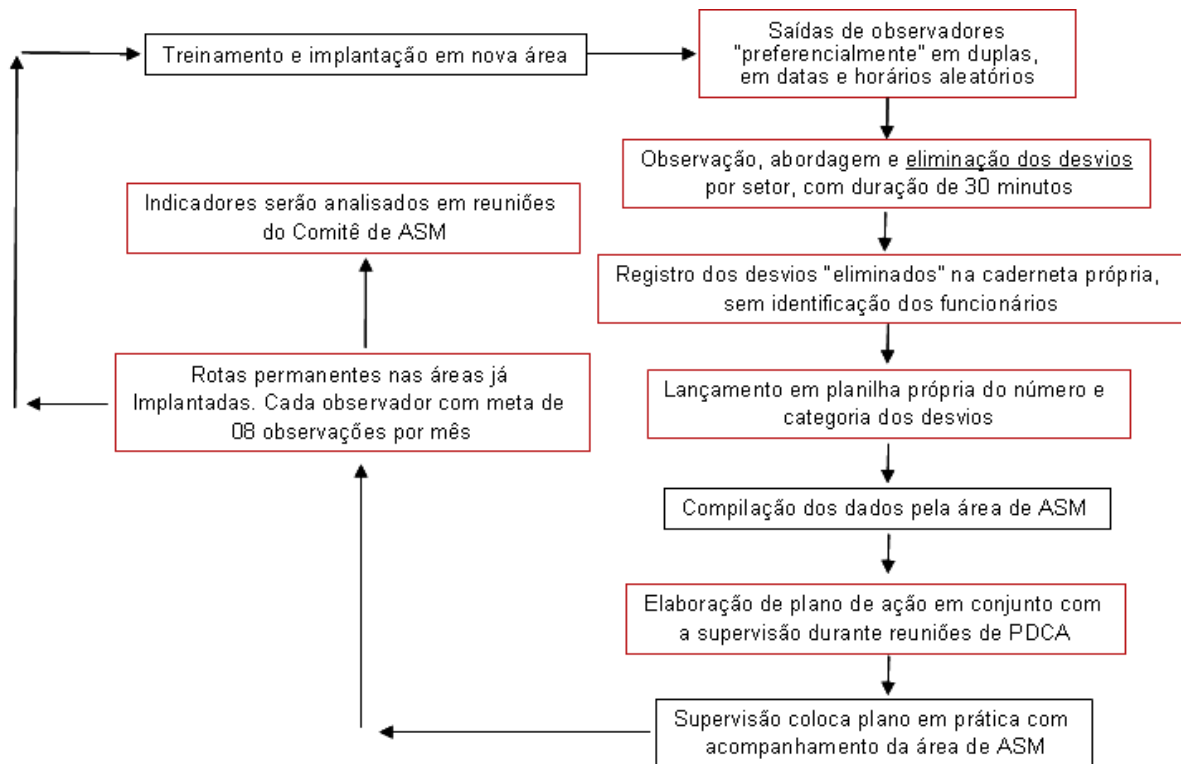 Treinamento e implantação em nova área
Saídas de observadores
"preferencialmente" em duplas,
em datas e horários aleatórios
Observação, abordagem e eliminação dos desvios
por setor, com duração de 30 minutos
Registro dos desvios "eliminados" na caderneta própria,
sem identificação dos funcionários
Lançamento em planilha própria do número e
categoria dos desvios
Compilação dos dados pela área de ASM
Elaboração de plano de ação em conjunto com
a supervisão durante reuniões de PDCA
Supervisão coloca plano em prática com
acompanhamento da área de ASM
Rotas permanentes nas áreas já
Implantadas. Cada observador com meta de
08 observações por mês
Indicadores serão analisados em reuniões
do Comitê de ASM